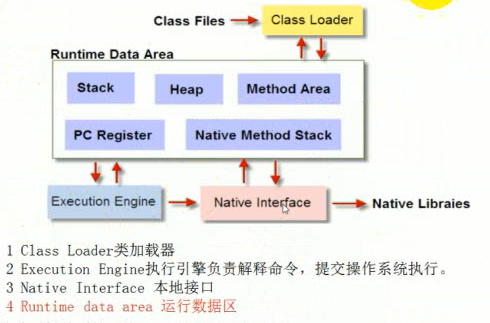 Class Files
Class Loader
Runtime Data Area
Stack
Heap
Method Area
PC Register
Native Method Stack
Execution Engine
Native Interface
Native Libraies
1 Class Loader类加载器
2 Execution Engine执行引擎负责解释命令，提交操作系统执行。
3 Native Interface 本地接口
4 Runtime data area 运行数据区